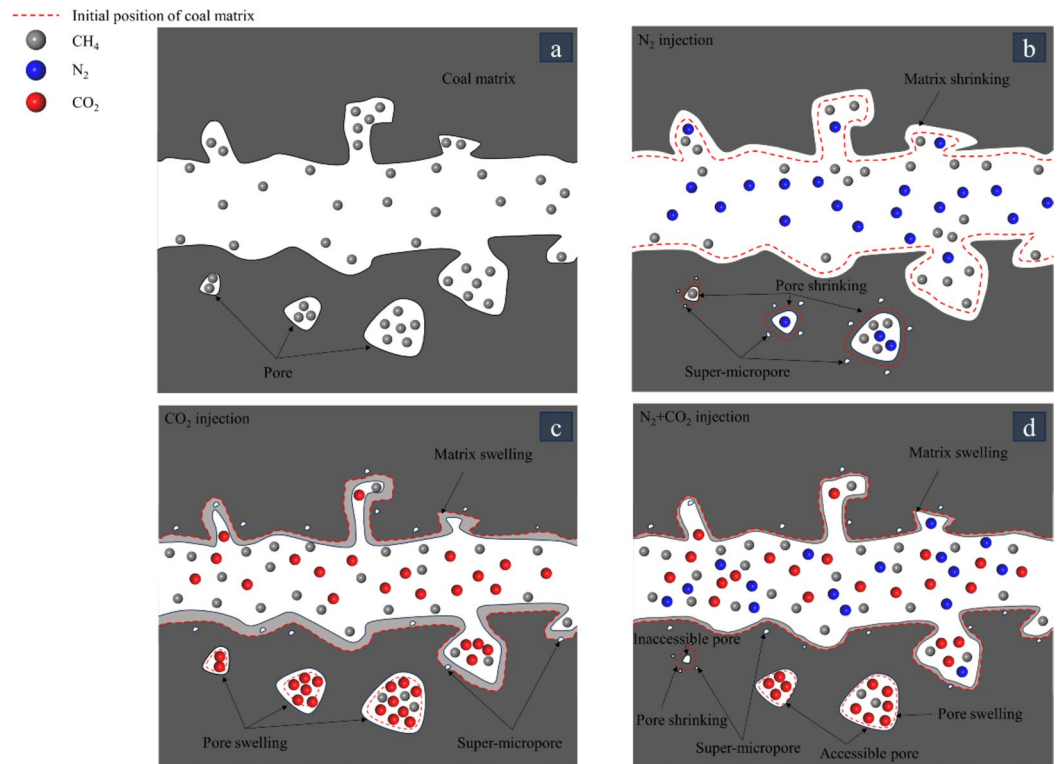 Initial position of coal matrix
CH₄
N₂
CO₂
a
Coal matrix
Pore
N₂ injection
b
Matrix shrinking
Pore shrinking
Super-micropore
CO₂ injection
c
Matrix swelling
Pore swelling
Super-micropore
N₂+CO₂ injection
d
Matrix swelling
Inaccessible pore
Pore shrinking
Pore swelling
Super-micropore
Accessible pore